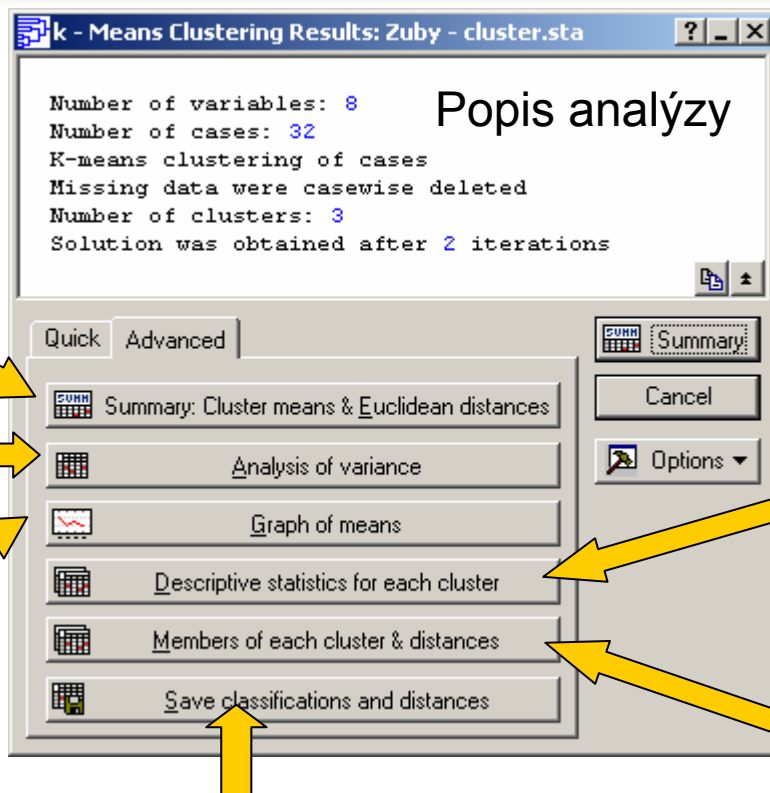 k - Means Clustering Results: Zuby - cluster.sta
Popis analýzy
Number of variables: 8
Number of cases: 32
K-means clustering of cases
Missing data were casewise deleted
Number of clusters: 3
Solution was obtained after 2 iterations
Quick
Advanced
SUMM Summary
SUMM Summary: Cluster means & Euclidean distances
Cancel
Analysis of variance
Options
Graph of means
Descriptive statistics for each cluster
Members of each cluster & distances
Save classifications and distances